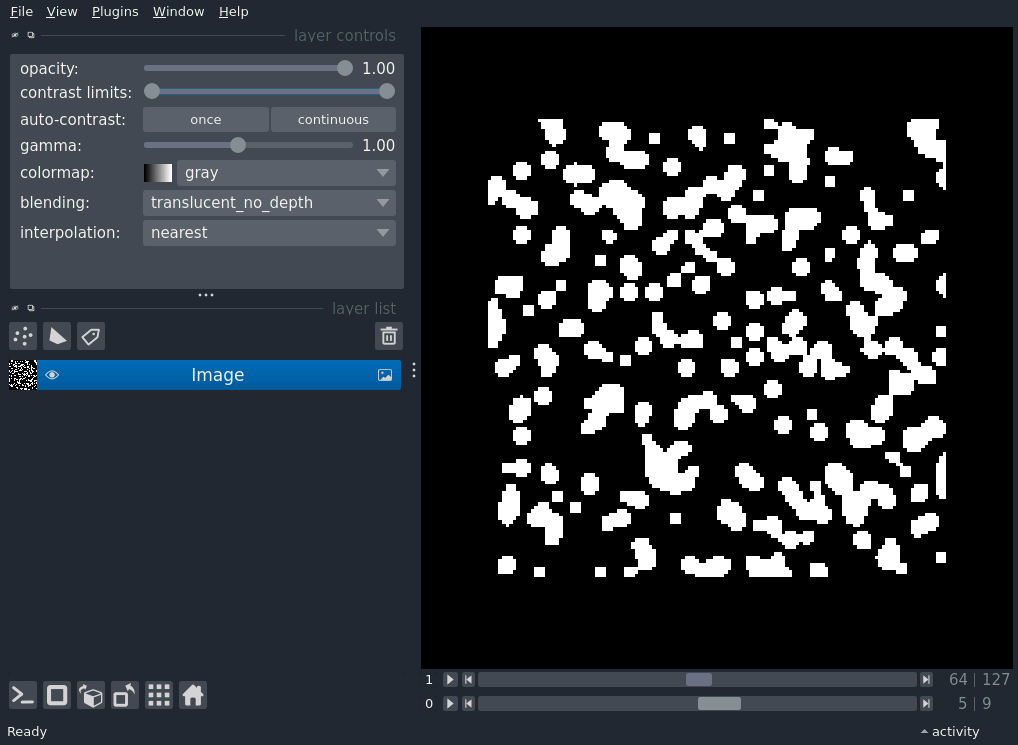 File View Plugins Window Help
layer controls
opacity: 1.00
contrast limits:
auto-contrast: once continuous
gamma: 1.00
colormap: gray
blending: translucent_no_depth
interpolation: nearest
layer list
Image
1 64 | 127
0 5 | 9
Ready activity